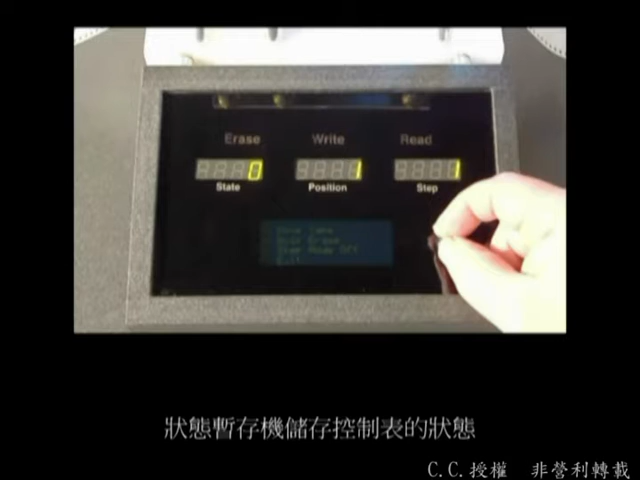 Erase Write Read
0 1 1
State Position Step
Exit
狀態暫存機儲存控制表的狀態
C.C.授權 非營利轉載